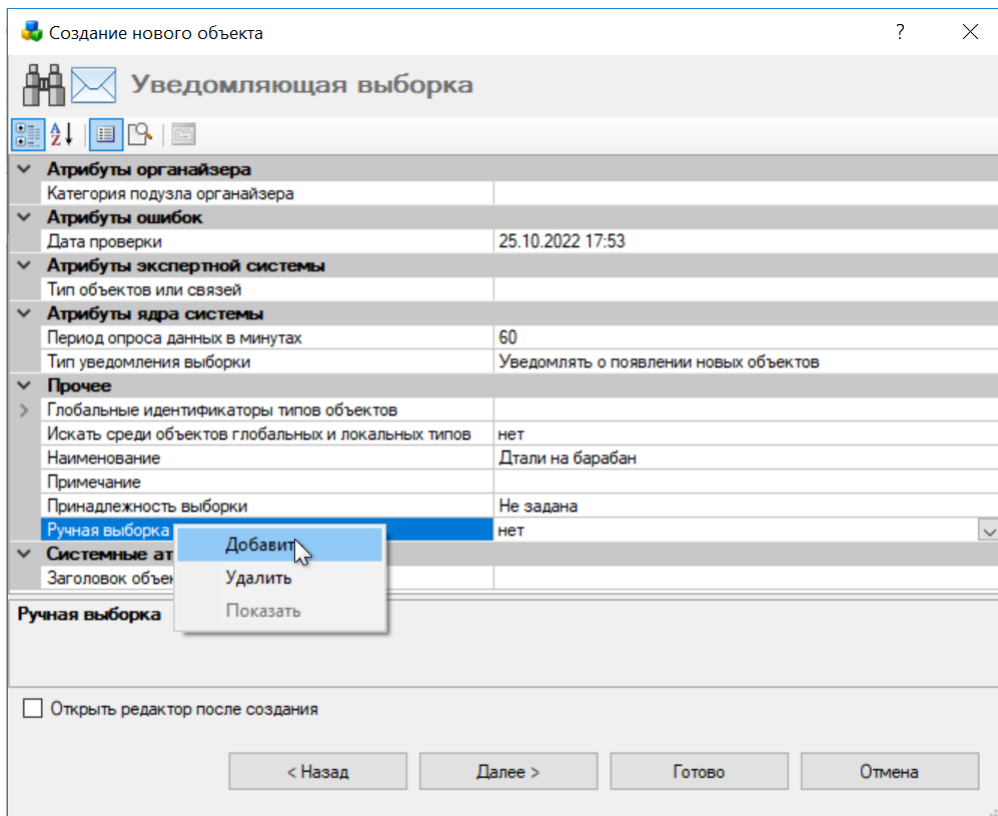 Создание нового объекта ?
Уведомляющая выборка
Атрибуты органайзера
Категория подузла органайзера
Атрибуты ошибок
Дата проверки 25.10.2022 17:53
Атрибуты экспертной системы
Тип объектов или связей
Атрибуты ядра системы
Период опроса данных в минутах 60
Тип уведомления выборки Уведомлять о появлении новых объектов
Прочее
Глобальные идентификаторы типов объектов
Искать среди объектов глобальных и локальных типов нет
Наименование Дтали на барабан
Примечание
Принадлежность выборки Не задана
Ручная выборка нет
Добавить
Системные ат
Удалить
Заголовок объек
Показать
Ручная выборка
Открыть редактор после создания
< Назад Далее > Готово Отмена